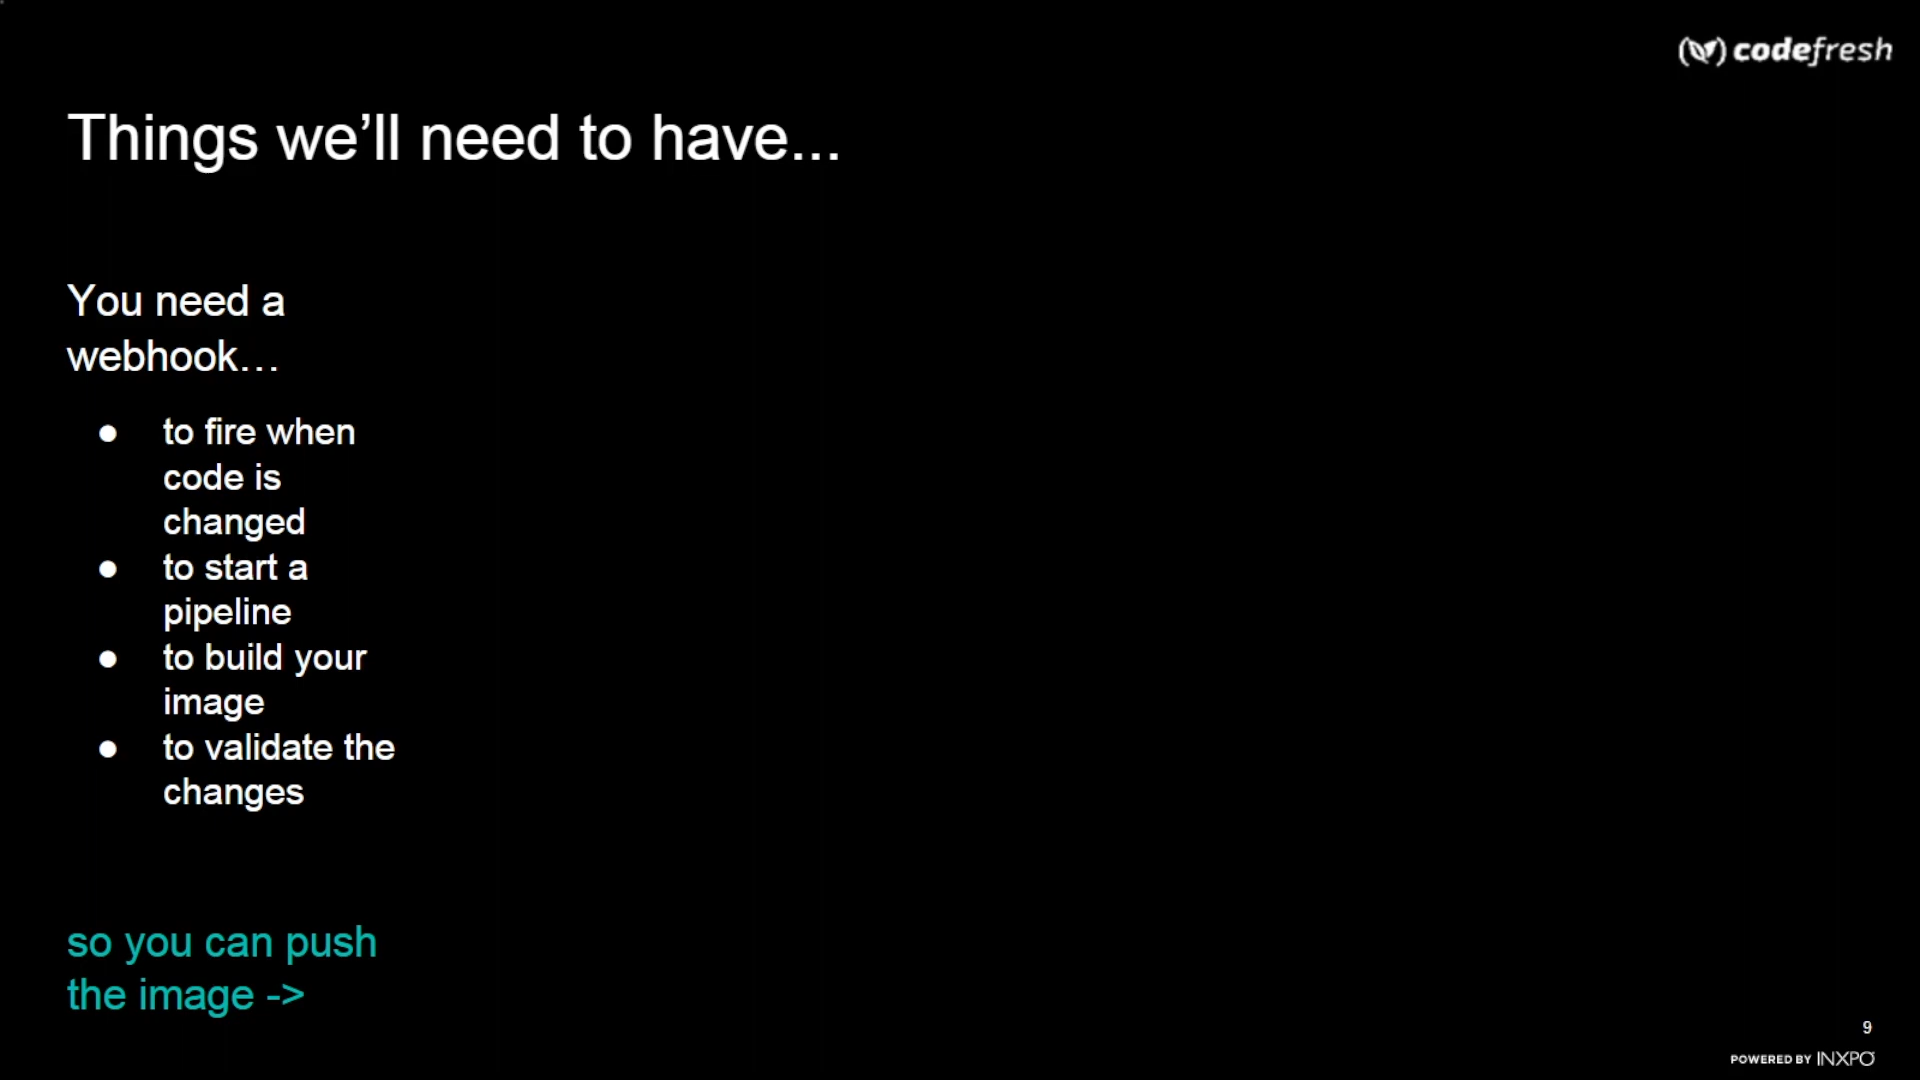 codefresh
Things we’ll need to have...
You need a
webhook…
● to fire when
code is
changed
● to start a
pipeline
● to build your
image
● to validate the
changes
so you can push
the image ->
9
POWERED BY INXPO